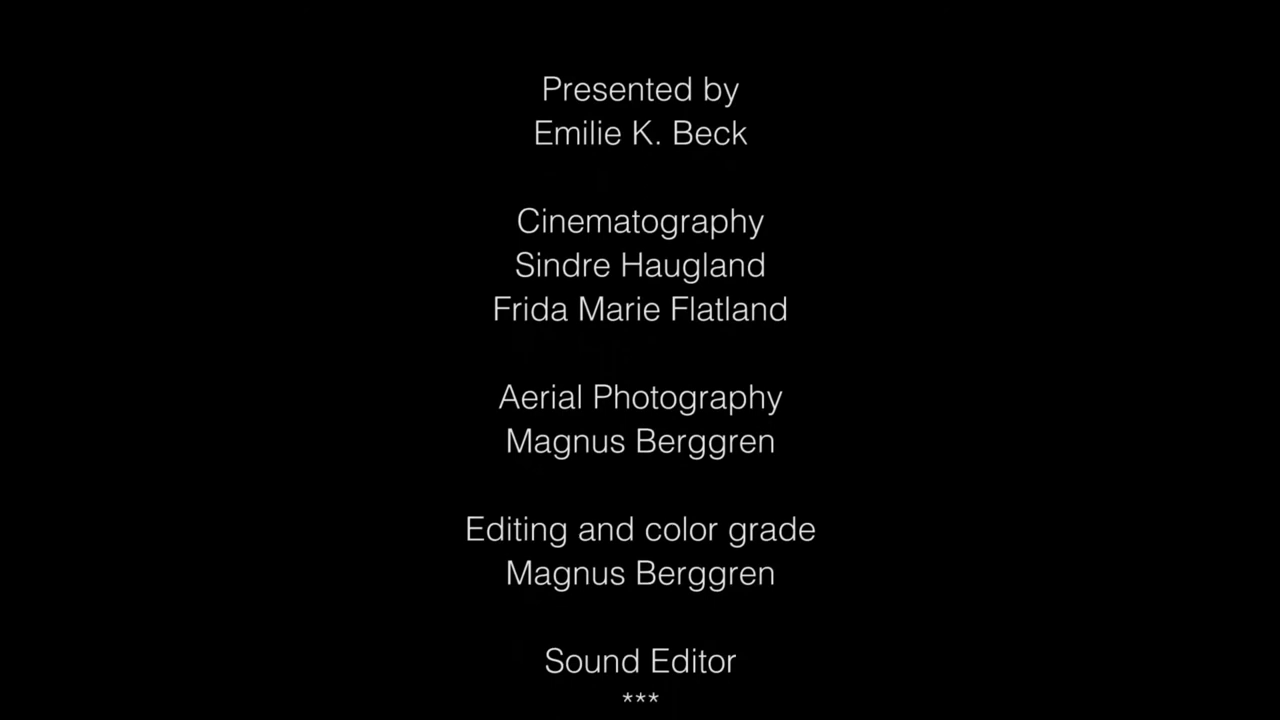 Presented by
Emilie K. Beck
Cinematography
Sindre Haugland
Frida Marie Flatland
Aerial Photography
Magnus Berggren
Editing and color grade
Magnus Berggren
Sound Editor
***